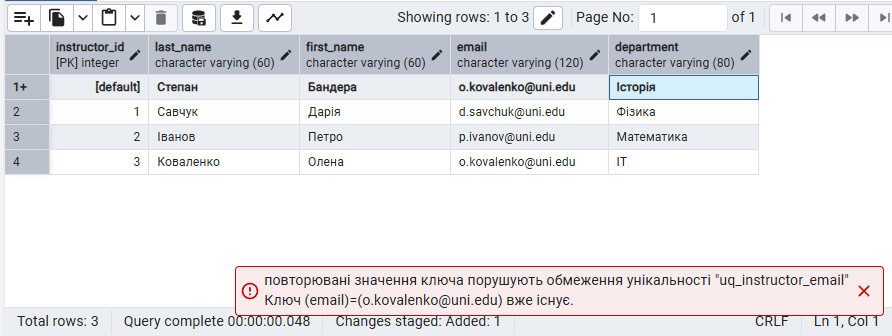 Showing rows: 1 to 3 Page No: 1 of 1
instructor_id last_name first_name email department
[PK] integer character varying (60) character varying (60) character varying (120) character varying (80)
1+ [default] Степан Бандера o.kovalenko@uni.edu Історія
2 1 Савчук Дарія d.savchuk@uni.edu Фізика
3 2 Іванов Петро p.ivanov@uni.edu Математика
4 3 Коваленко Олена o.kovalenko@uni.edu ІТ
повторювані значення ключа порушують обмеження унікальності "uq_instructor_email"
Ключ (email)=(o.kovalenko@uni.edu) вже існує.
Total rows: 3 Query complete 00:00:00.048 Changes staged: Added: 1 CRLF Ln 1, Col 1